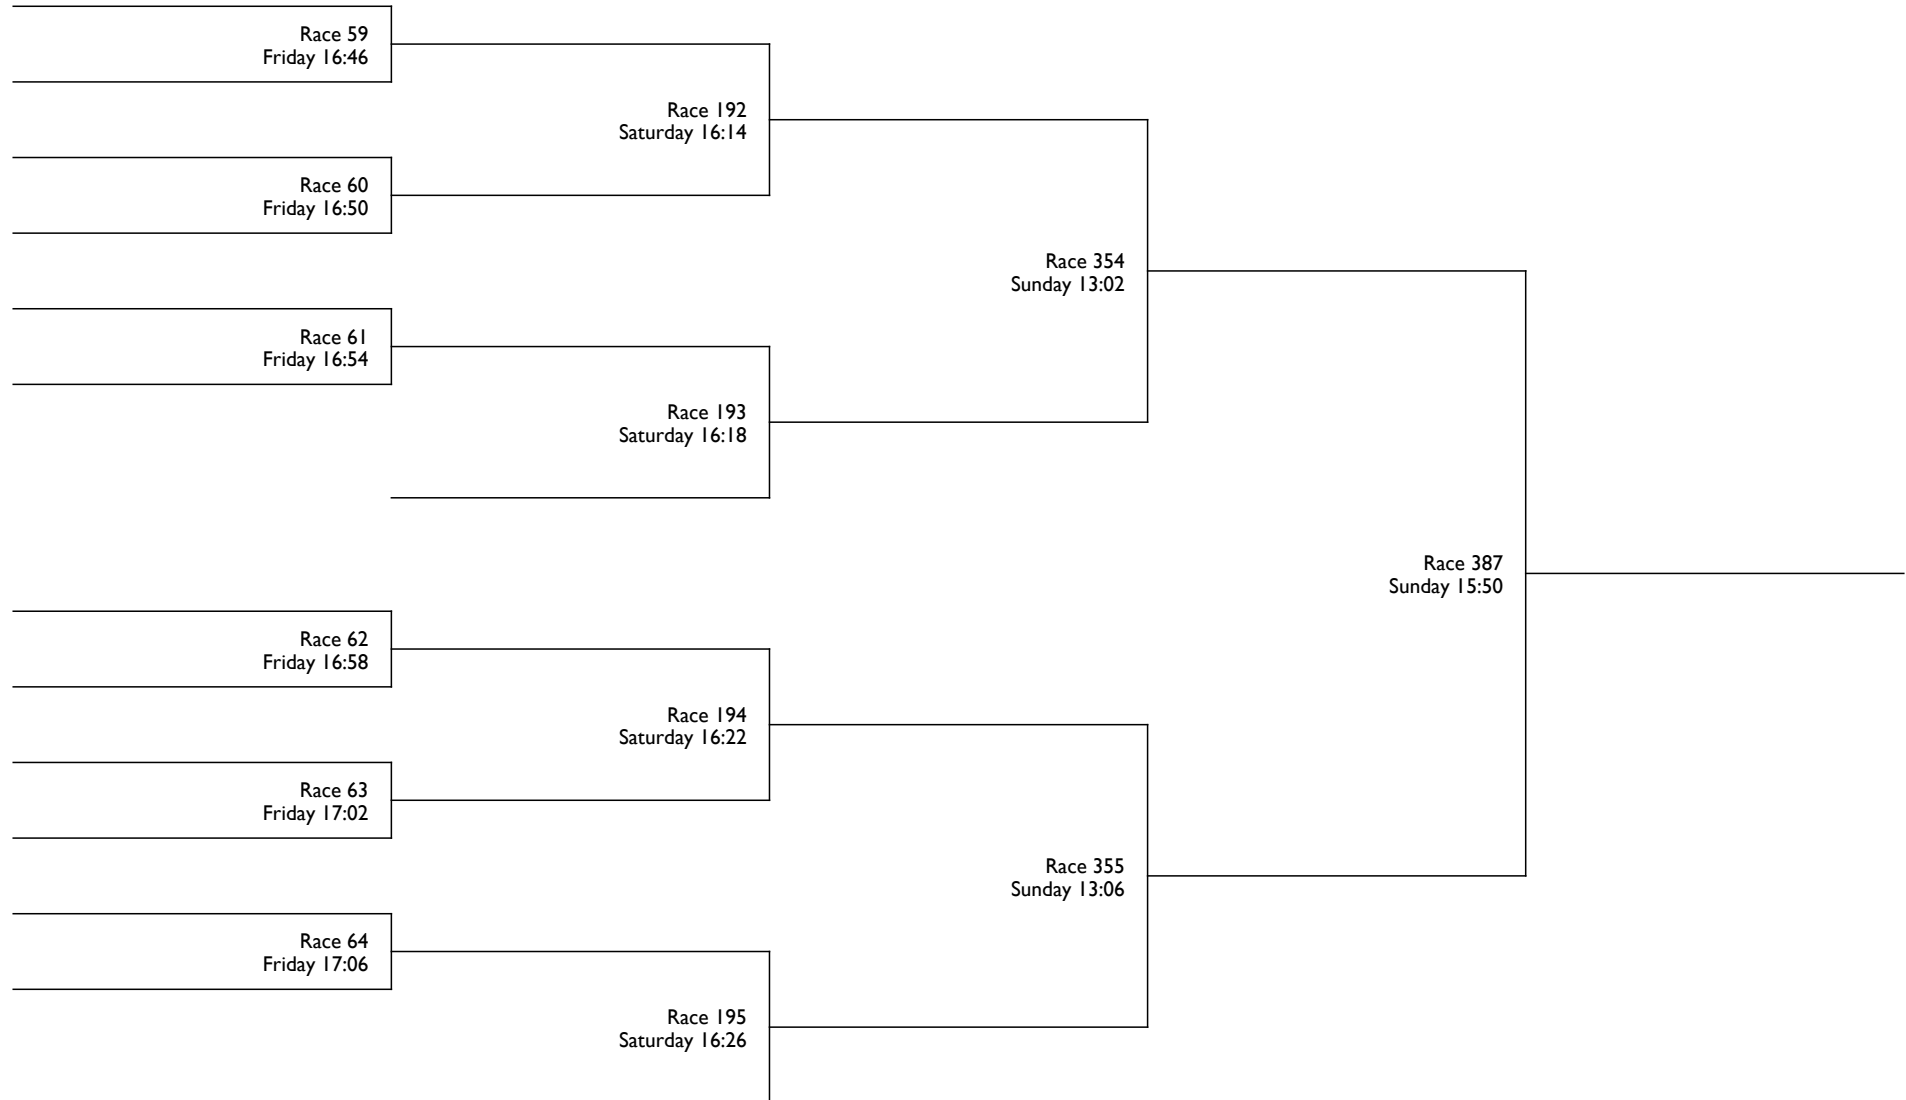 Race 59
Friday 16:46
Race 192
Saturday 16:14
Race 60
Friday 16:50
Race 354
Sunday 13:02
Race 61
Friday 16:54
Race 193
Saturday 16:18
Race 387
Sunday 15:50
Race 62
Friday 16:58
Race 194
Saturday 16:22
Race 63
Friday 17:02
Race 355
Sunday 13:06
Race 64
Friday 17:06
Race 195
Saturday 16:26